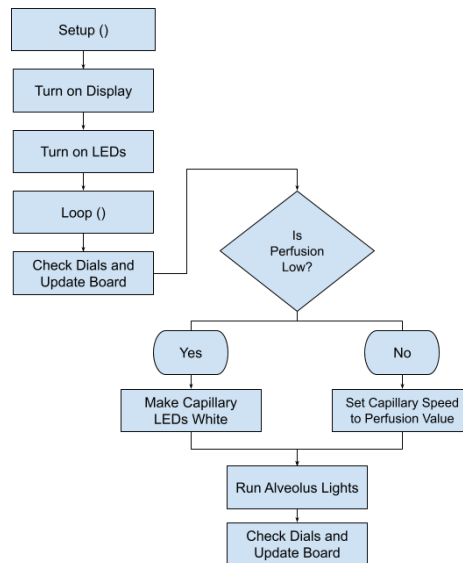 Setup ()
Turn on Display
Turn on LEDs
Loop ()
Check Dials and
Update Board
Is
Perfusion
Low?
Yes
No
Make Capillary
LEDs White
Set Capillary Speed
to Perfusion Value
Run Alveolus Lights
Check Dials and
Update Board